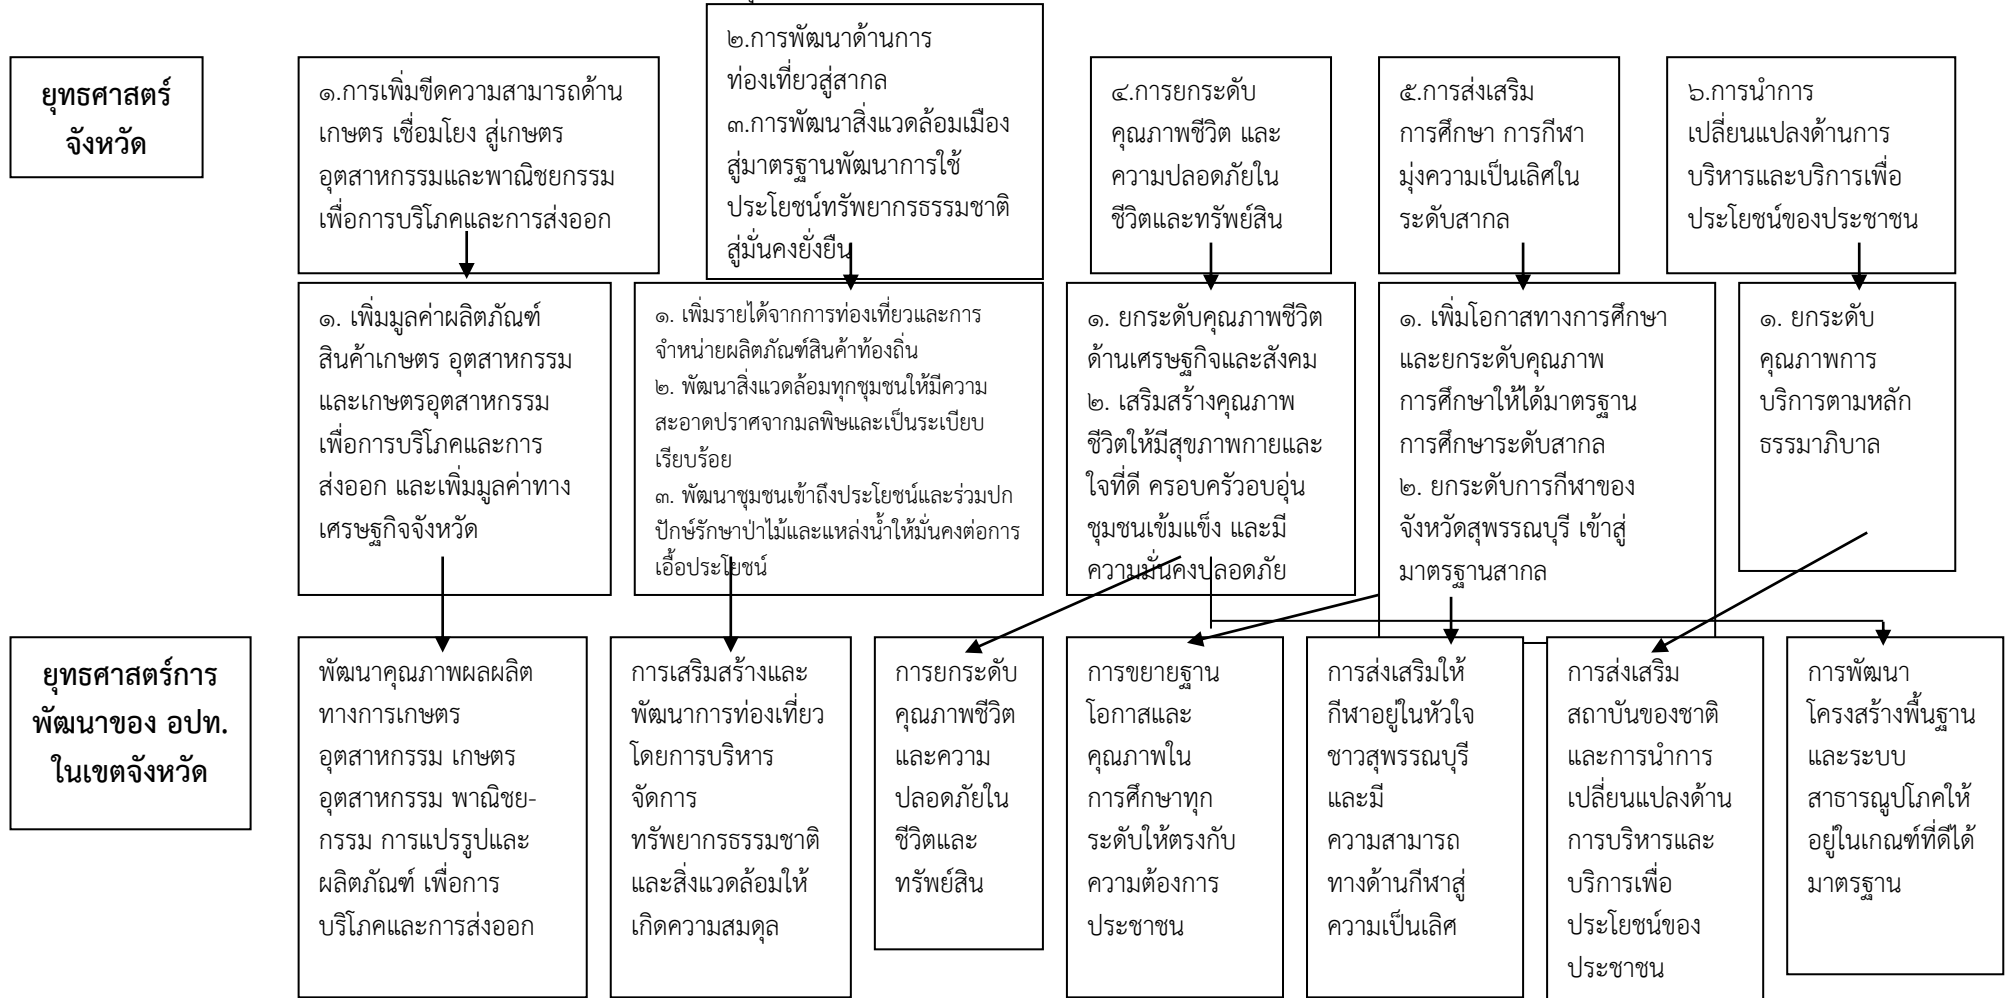 ยุทธศาสตร์
จังหวัด
๑.การเพิ่มขีดความสามารถด้าน
เกษตร เชื่อมโยง สู่เกษตร
อุตสาหกรรมและพาณิชยกรรม
เพื่อการบริโภคและการส่งออก
๒.การพัฒนาด้านการ
ท่องเที่ยวสู่สากล
๓.การพัฒนาสิ่งแวดล้อมเมือง
สู่มาตรฐานพัฒนาการใช้
ประโยชน์ทรัพยากรธรรมชาติ
สู่มั่นคงยั่งยืน
๔.การยกระดับ
คุณภาพชีวิต และ
ความปลอดภัยใน
ชีวิตและทรัพย์สิน
๕.การส่งเสริม
การศึกษา การกีฬา
มุ่งความเป็นเลิศใน
ระดับสากล
๖.การนำการ
เปลี่ยนแปลงด้านการ
บริหารและบริการเพื่อ
ประโยชน์ของประชาชน
๑. เพิ่มมูลค่าผลิตภัณฑ์
สินค้าเกษตร อุตสาหกรรม
และเกษตรอุตสาหกรรม
เพื่อการบริโภคและการ
ส่งออก และเพิ่มมูลค่าทาง
เศรษฐกิจจังหวัด
๑. เพิ่มรายได้จากการท่องเที่ยวและการ
จำหน่ายผลิตภัณฑ์สินค้าท้องถิ่น
๒. พัฒนาสิ่งแวดล้อมทุกชุมชนให้มีความ
สะอาดปราศจากมลพิษและเป็นระเบียบ
เรียบร้อย
๓. พัฒนาชุมชนเข้าถึงประโยชน์และร่วมปก
ปักษ์รักษาป่าไม้และแหล่งน้ำให้มั่นคงต่อการ
เอื้อประโยชน์
๑. ยกระดับคุณภาพชีวิต
ด้านเศรษฐกิจและสังคม
๒. เสริมสร้างคุณภาพ
ชีวิตให้มีสุขภาพกายและ
ใจที่ดี ครอบครัวอบอุ่น
ชุมชนเข้มแข็ง และมี
ความมั่นคงปลอดภัย
๑. เพิ่มโอกาสทางการศึกษา
และยกระดับคุณภาพ
การศึกษาให้ได้มาตรฐาน
การศึกษาระดับสากล
๒. ยกระดับการกีฬาของ
จังหวัดสุพรรณบุรี เข้าสู่
มาตรฐานสากล
๑. ยกระดับ
คุณภาพการ
บริการตามหลัก
ธรรมาภิบาล
ยุทธศาสตร์การ
พัฒนาของ อปท.
ในเขตจังหวัด
พัฒนาคุณภาพผลผลิต
ทางการเกษตร
อุตสาหกรรม เกษตร
อุตสาหกรรม พาณิชย-
กรรม การแปรรูปและ
ผลิตภัณฑ์ เพื่อการ
บริโภคและการส่งออก
การเสริมสร้างและ
พัฒนาการท่องเที่ยว
โดยการบริหาร
จัดการ
ทรัพยากรธรรมชาติ
และสิ่งแวดล้อมให้
เกิดความสมดุล
การยกระดับ
คุณภาพชีวิต
และความ
ปลอดภัยใน
ชีวิตและ
ทรัพย์สิน
การขยายฐาน
โอกาสและ
คุณภาพใน
การศึกษาทุก
ระดับให้ตรงกับ
ความต้องการ
ประชาชน
การส่งเสริมให้
กีฬาอยู่ในหัวใจ
ชาวสุพรรณบุรี
และมี
ความสามารถ
ทางด้านกีฬาสู่
ความเป็นเลิศ
การส่งเสริม
สถาบันของชาติ
และการนำการ
เปลี่ยนแปลงด้าน
การบริหารและ
บริการเพื่อ
ประโยชน์ของ
ประชาชน
การพัฒนา
โครงสร้างพื้นฐาน
และระบบ
สาธารณูปโภคให้
อยู่ในเกณฑ์ที่ดีได้
มาตรฐาน